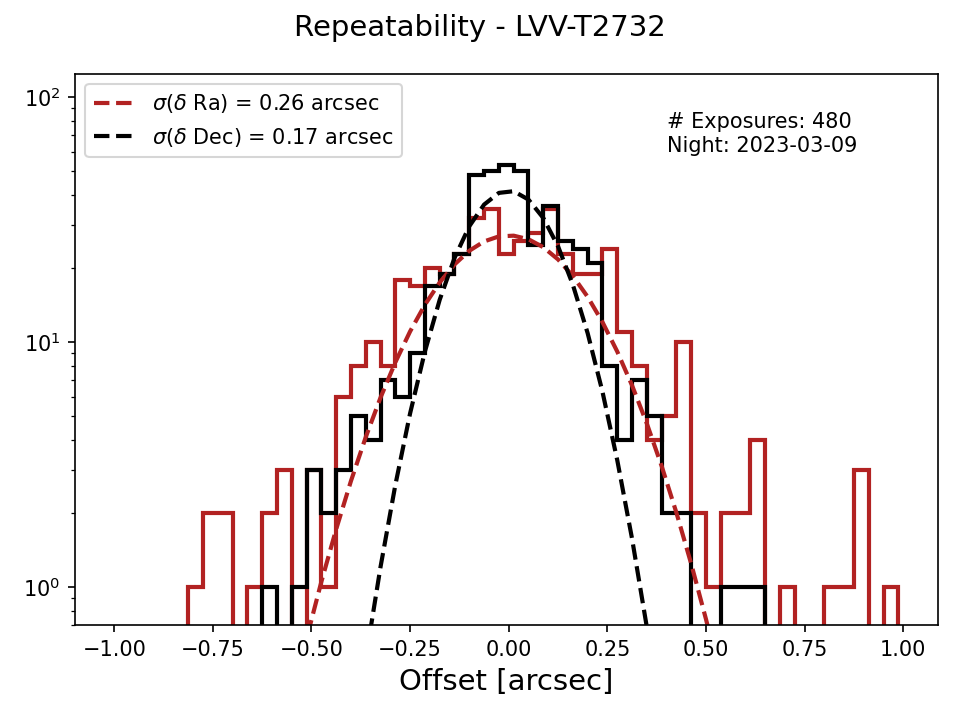 Repeatability - LVV-T2732
σ(δ Ra) = 0.26 arcsec
σ(δ Dec) = 0.17 arcsec
# Exposures: 480
Night: 2023-03-09
10²
10¹
10⁰
−1.00 −0.75 −0.50 −0.25 0.00 0.25 0.50 0.75 1.00
Offset [arcsec]